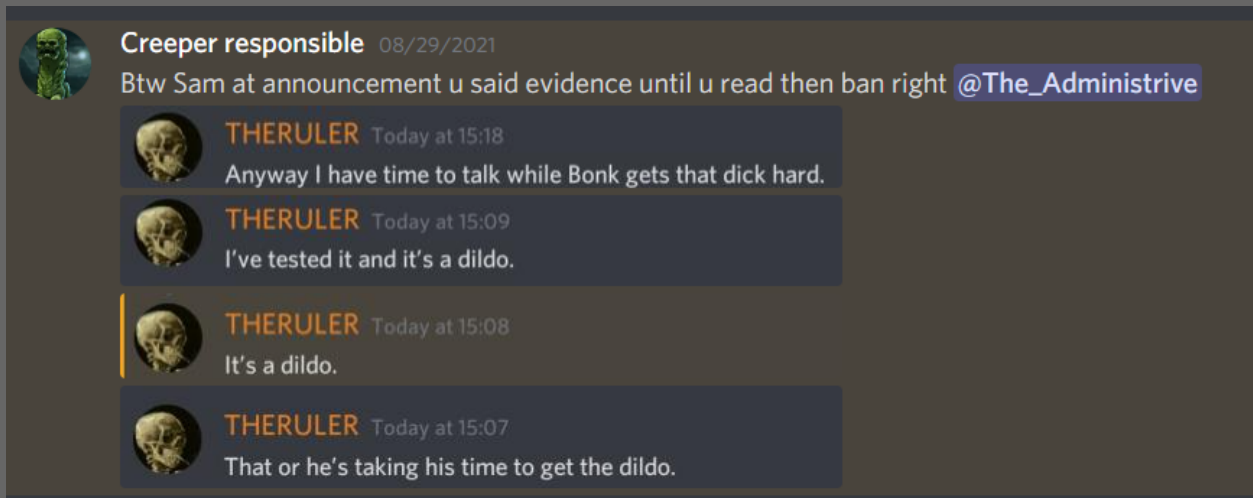 Creeper responsible 08/29/2021
Btw Sam at announcement u said evidence until u read then ban right @The_Administrive
THERULER Today at 15:18
Anyway I have time to talk while Bonk gets that dick hard.
THERULER Today at 15:09
I've tested it and it's a dildo.
THERULER Today at 15:08
It's a dildo.
THERULER Today at 15:07
That or he's taking his time to get the dildo.